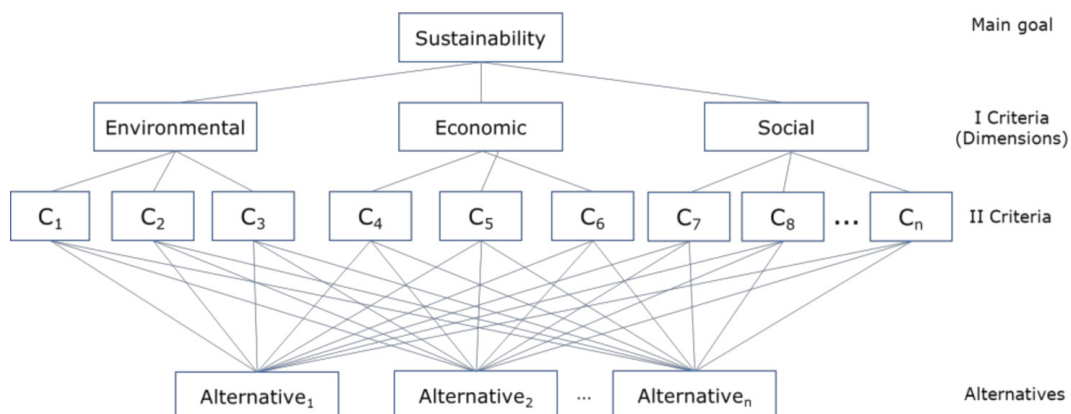 Main goal
Sustainability
I Criteria
(Dimensions)
Environmental
Economic
Social
C₁
C₂
C₃
C₄
C₅
C₆
C₇
C₈
...
Cₙ
II Criteria
Alternative₁
Alternative₂
...
Alternativeₙ
Alternatives